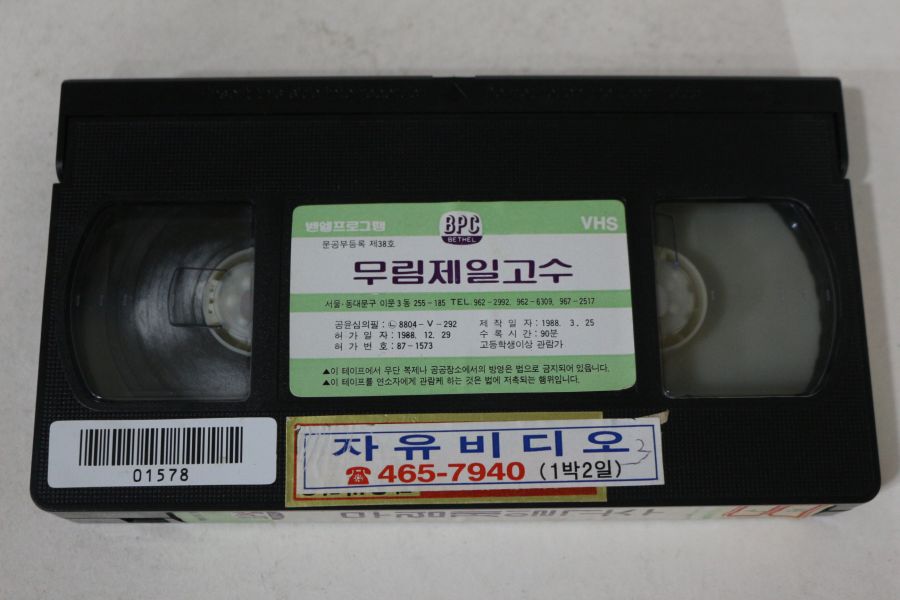 벧엘프로그램
BPC
BETHEL
VHS
문공부등록 제38호
무림제일고수
서울·동대문구 이문3동 255-185 TEL. 962-2992, 962-6309, 967-2517
공윤심의필 : ㉡ 8804-V-292 제 작 일 자 : 1988. 3. 25
허 가 일 자 : 1988. 12. 29 수 록 시 간 : 90분
허 가 번 호 : 87-1573 고등학생이상 관람가
▲이 테이프에서 무단 복제나 공공장소에서의 방영은 법으로 금지되어 있읍니다.
▲이 테이프를 연소자에게 관람케 하는 것은 법에 저촉되는 행위입니다.
01578
자유비디오
3
☎465-7940 (1박2일)